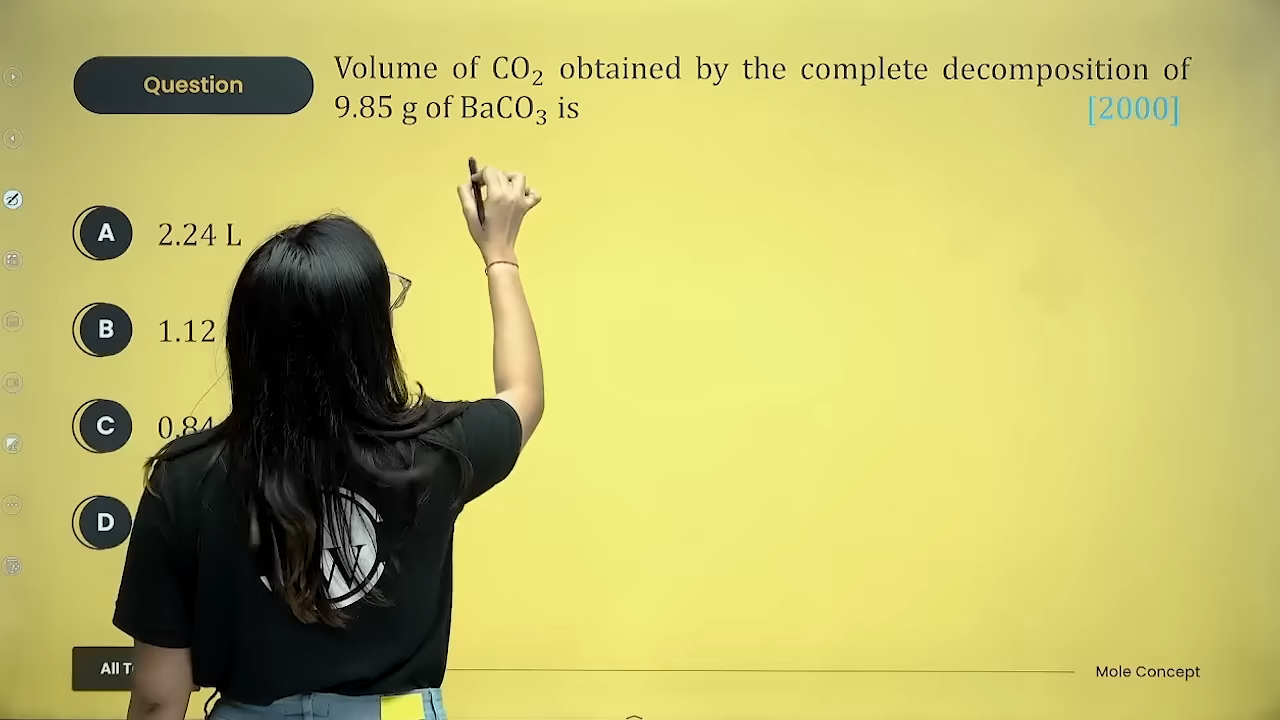 Question
Volume of CO₂ obtained by the complete decomposition of
9.85 g of BaCO₃ is
[2000]
A
2.24 L
B
1.12
C
0.84
D
W
All
Mole Concept